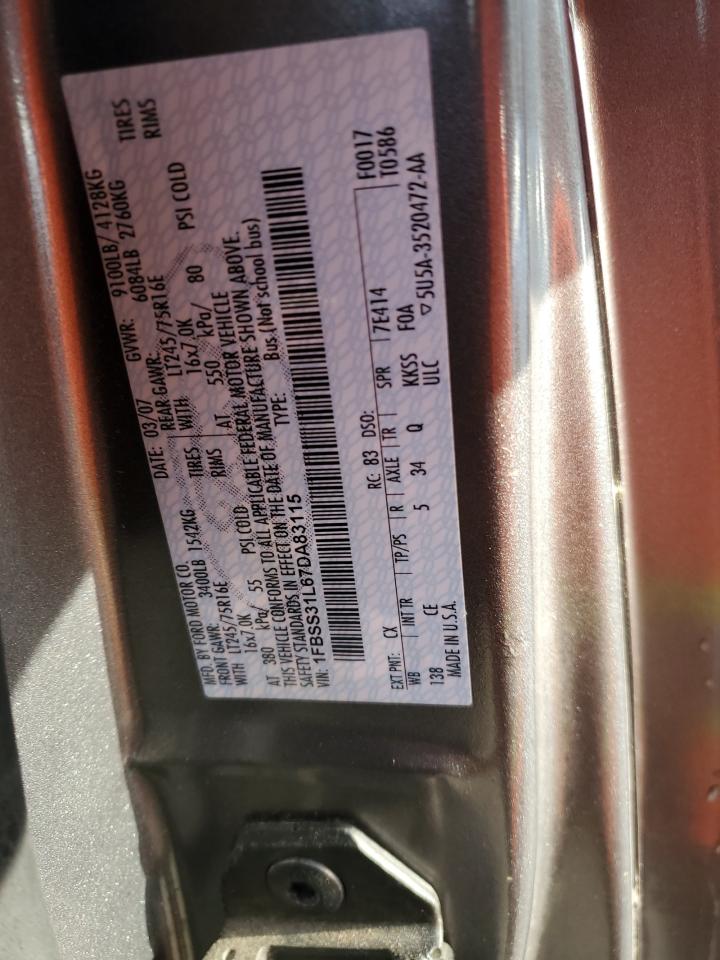 MFD. BY FORD MOTOR CO. DATE: 03/07 GVWR: 9100LB/ 4128KG
FRONT GAWR: 3400LB 1542KG REAR GAWR: 6084LB 2760KG
WITH LT245/75R16E TIRES WITH LT245/75R16E TIRES
16x7.0K RIMS 16x7.0K RIMS
AT 380 kPa/ 55 PSI COLD AT 550 kPa/ 80 PSI COLD
THIS VEHICLE CONFORMS TO ALL APPLICABLE FEDERAL MOTOR VEHICLE
SAFETY STANDARDS IN EFFECT ON THE DATE OF MANUFACTURE SHOWN ABOVE.
VIN: 1FBSS31L67DA83115 TYPE: Bus (Not school bus)
EXT PNT: CX RC: 83 DSO: F0017
WB INT TR TP/PS R AXLE TR SPR 7E414 T0586
138 CE 5 34 Q KKSS F0A
MADE IN U.S.A. ULC ▽5U5A-3520472-AA